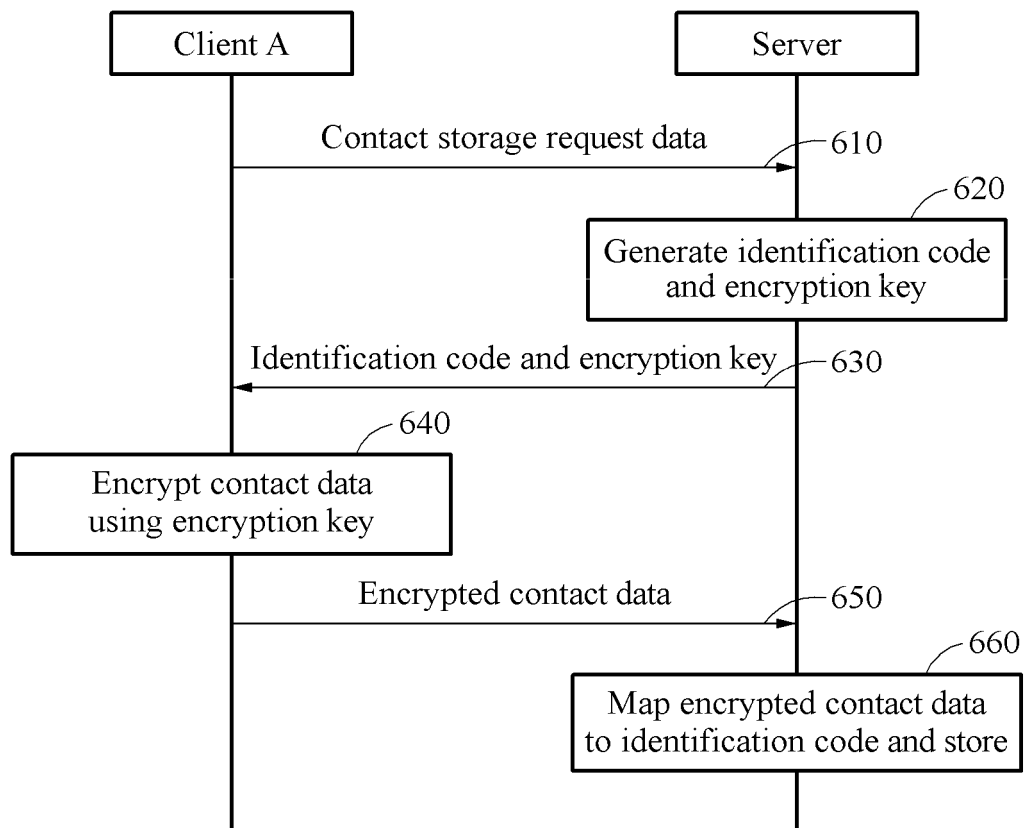 Client A
Server
Contact storage request data
610
620
Generate identification code
and encryption key
Identification code and encryption key
630
640
Encrypt contact data
using encryption key
Encrypted contact data
650
660
Map encrypted contact data
to identification code and store